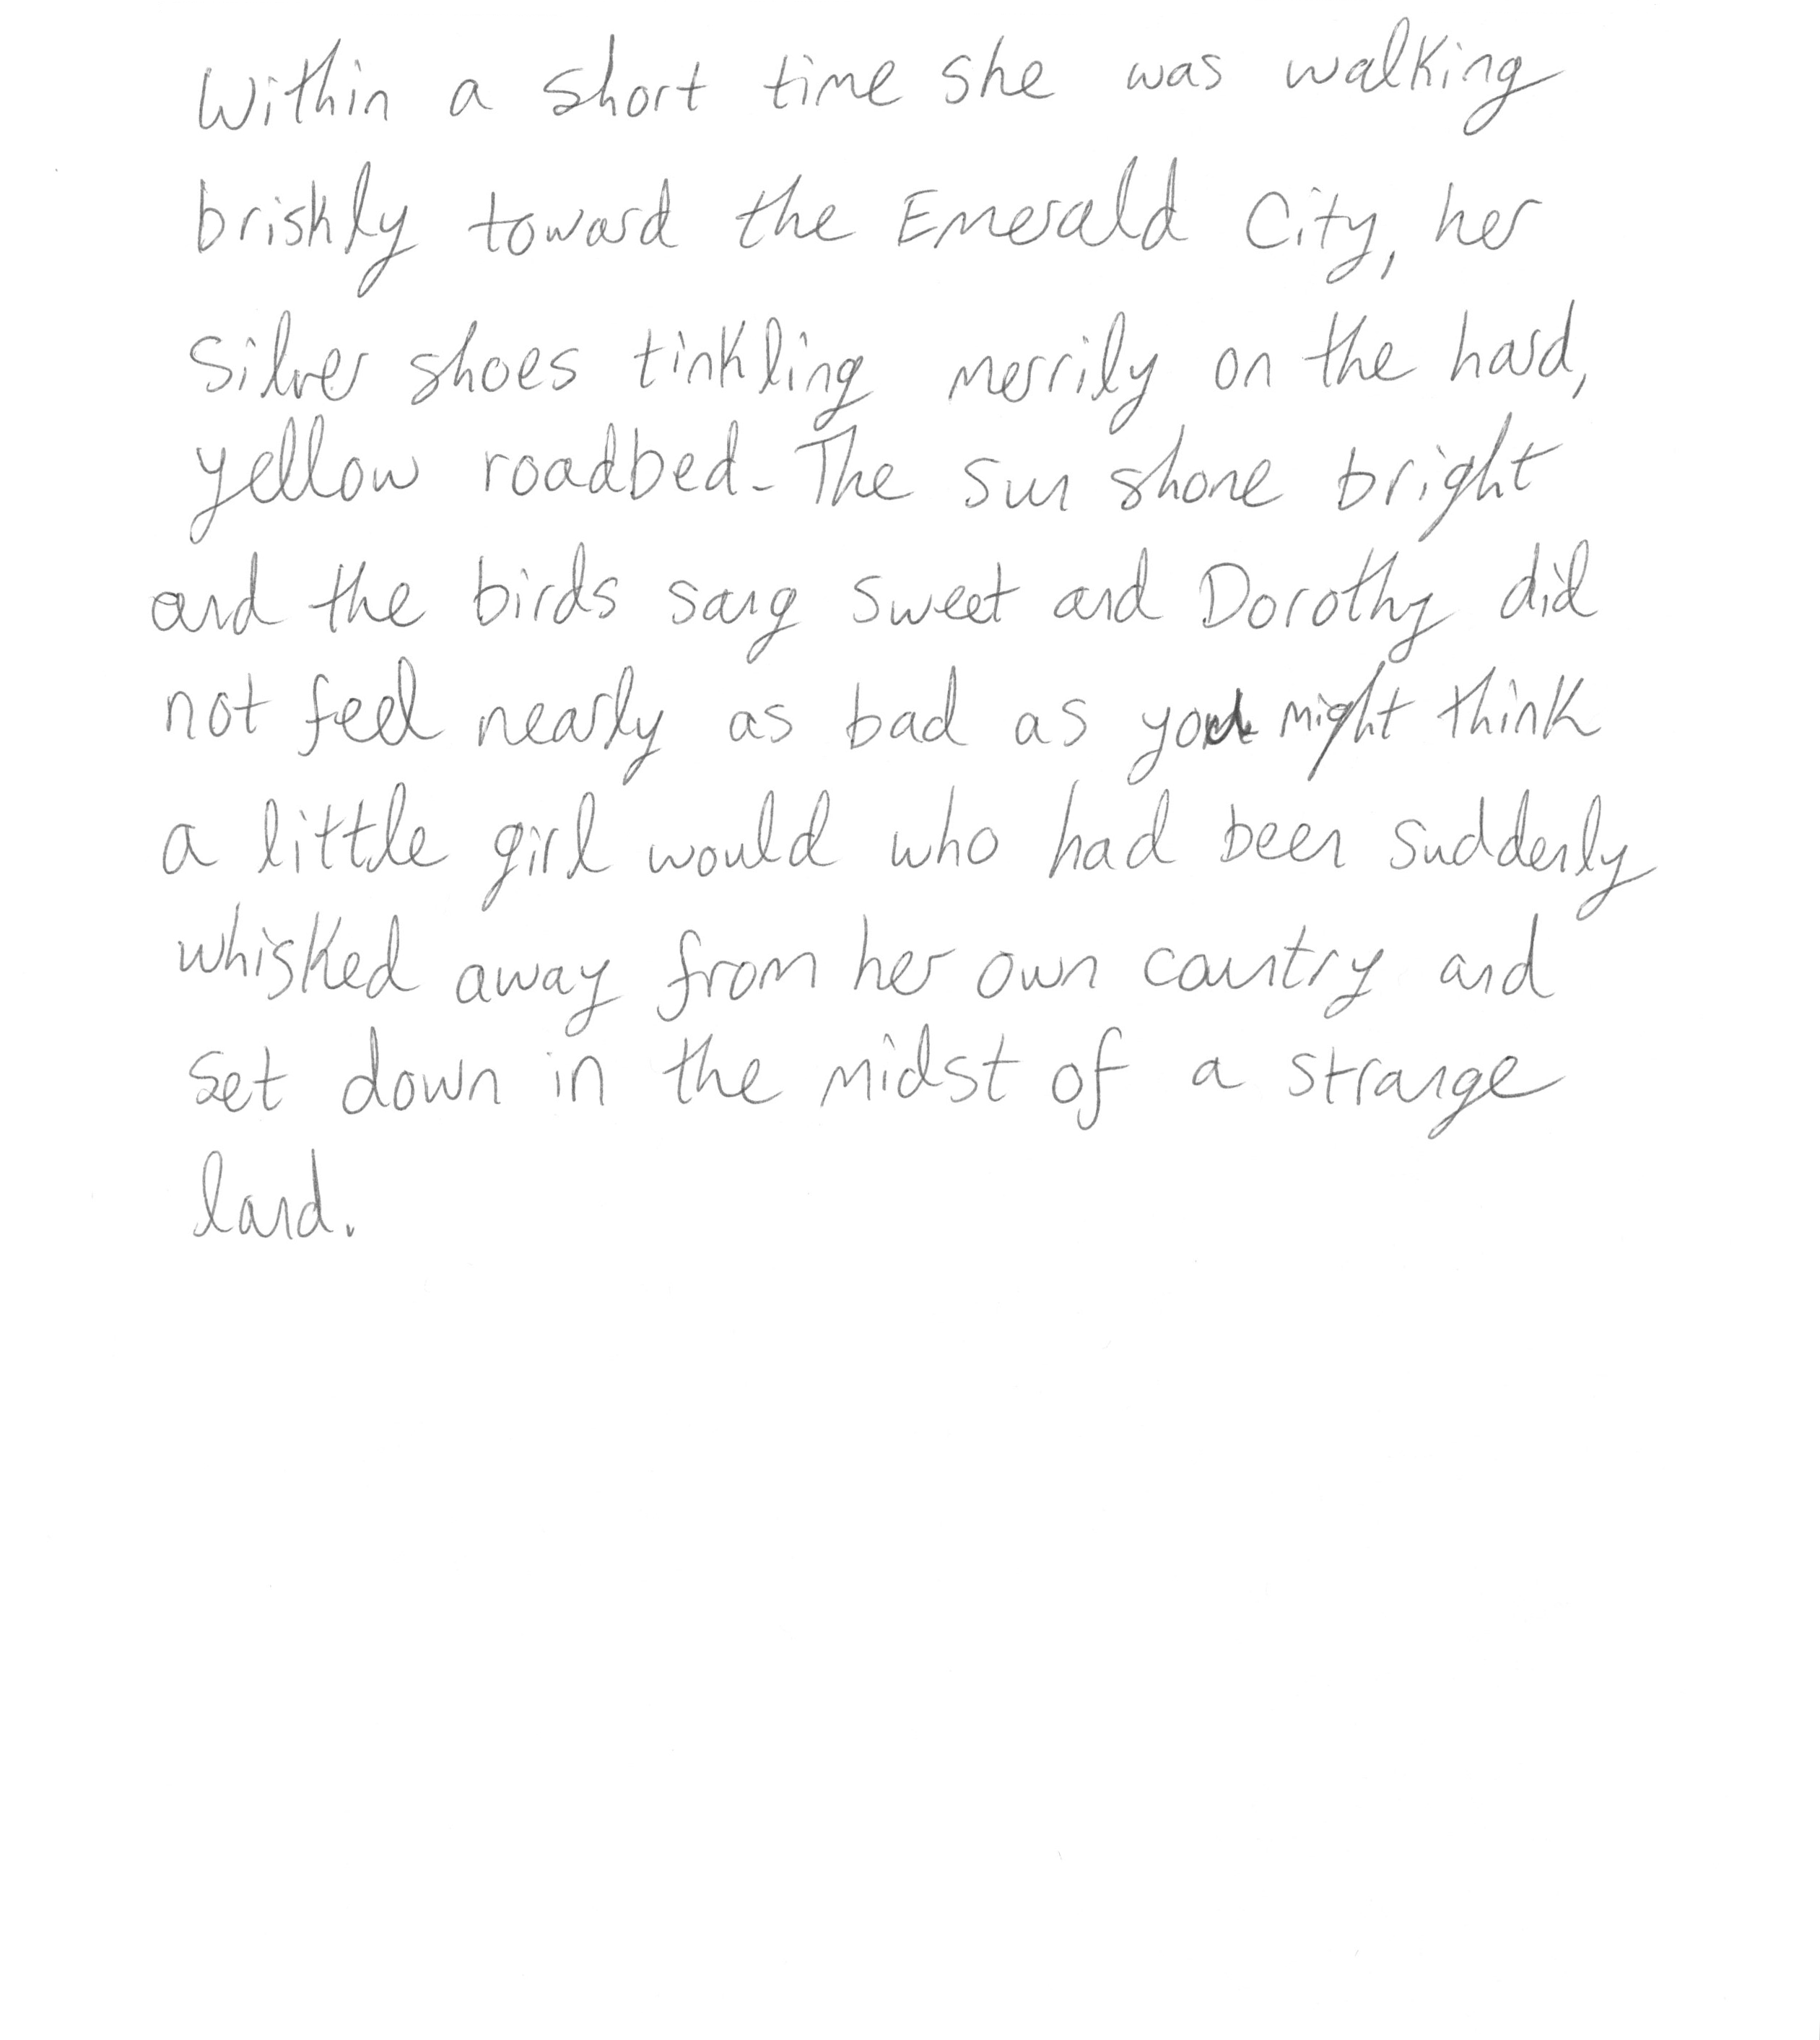 Within a short time she was walking
briskly toward the Emerald City, her
Silver shoes tinkling merrily on the hard,
yellow roadbed. The sun shone bright
and the birds sang sweet and Dorothy did
not feel nearly as bad as you might think
a little girl would who had been suddenly
whisked away from her own country and
set down in the midst of a strange
land.